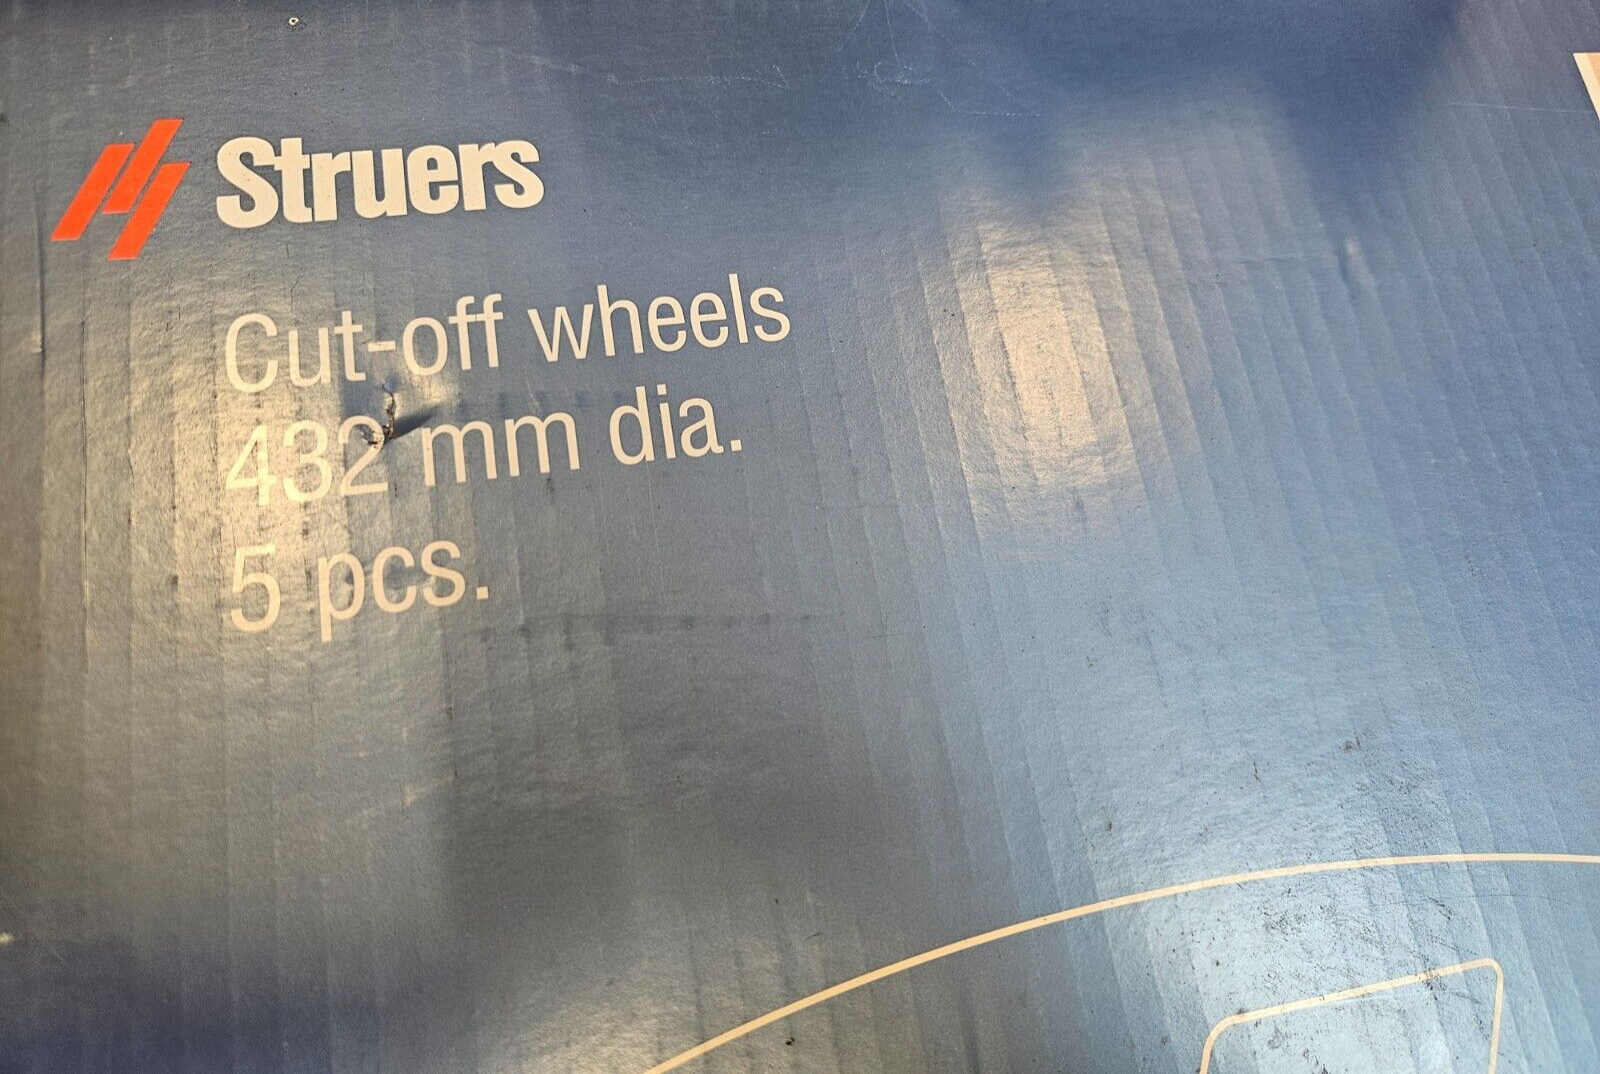 Struers
Cut-off wheels
432 mm dia.
5 pcs.